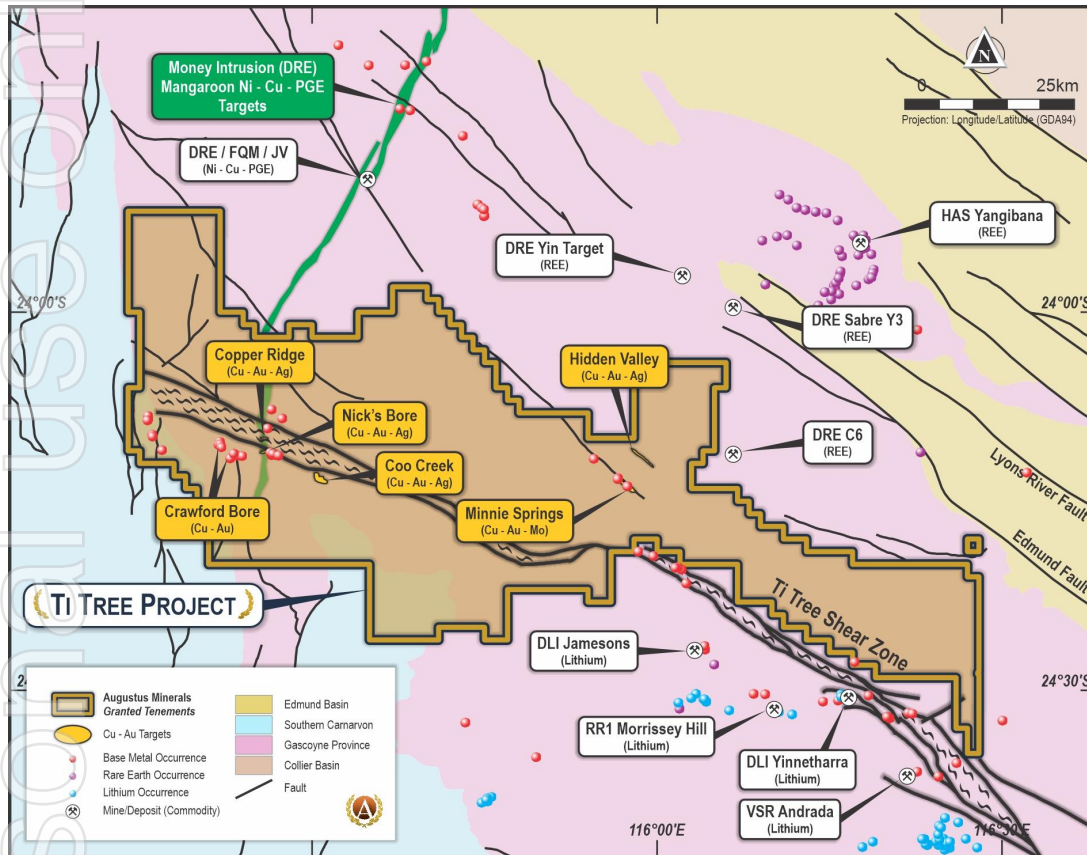 Money Intrusion (DRE)
Mangaroon Ni - Cu - PGE
Targets
N
0 25km
Projection: Longitude/Latitude (GDA94)
DRE / FQM / JV
(Ni - Cu - PGE)
HAS Yangibana
(REE)
DRE Yin Target
(REE)
24°00'S
24°00'S
DRE Sabre Y3
(REE)
Copper Ridge
(Cu - Au - Ag)
Hidden Valley
(Cu - Au - Ag)
Nick's Bore
(Cu - Au - Ag)
DRE C6
(REE)
Coo Creek
(Cu - Au - Ag)
Lyons River Fault
Crawford Bore
(Cu - Au)
Minnie Springs
(Cu - Au - Mo)
Edmund Fault
TI TREE PROJECT
Ti Tree Shear Zone
DLI Jamesons
(Lithium)
24°30'S
RR1 Morrissey Hill
(Lithium)
DLI Yinnetharra
(Lithium)
VSR Andrada
(Lithium)
116°00'E
116°30'E
Augustus Minerals
Granted Tenements
Cu - Au Targets
Base Metal Occurrence
Rare Earth Occurrence
Lithium Occurrence
Mine/Deposit (Commodity)
Edmund Basin
Southern Carnarvon
Gascoyne Province
Collier Basin
Fault
A